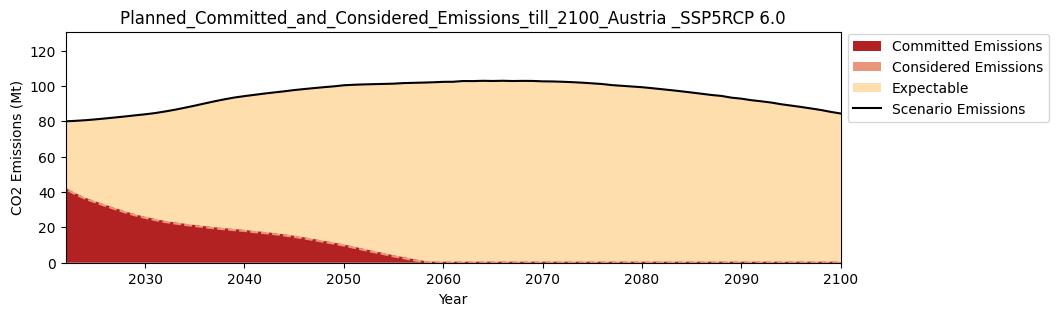 Planned_Committed_and_Considered_Emissions_till_2100_Austria _SSP5RCP 6.0
CO2 Emissions (Mt)
120
100
80
60
40
20
0
2030 2040 2050 2060 2070 2080 2090 2100
Year
Committed Emissions
Considered Emissions
Expectable
Scenario Emissions